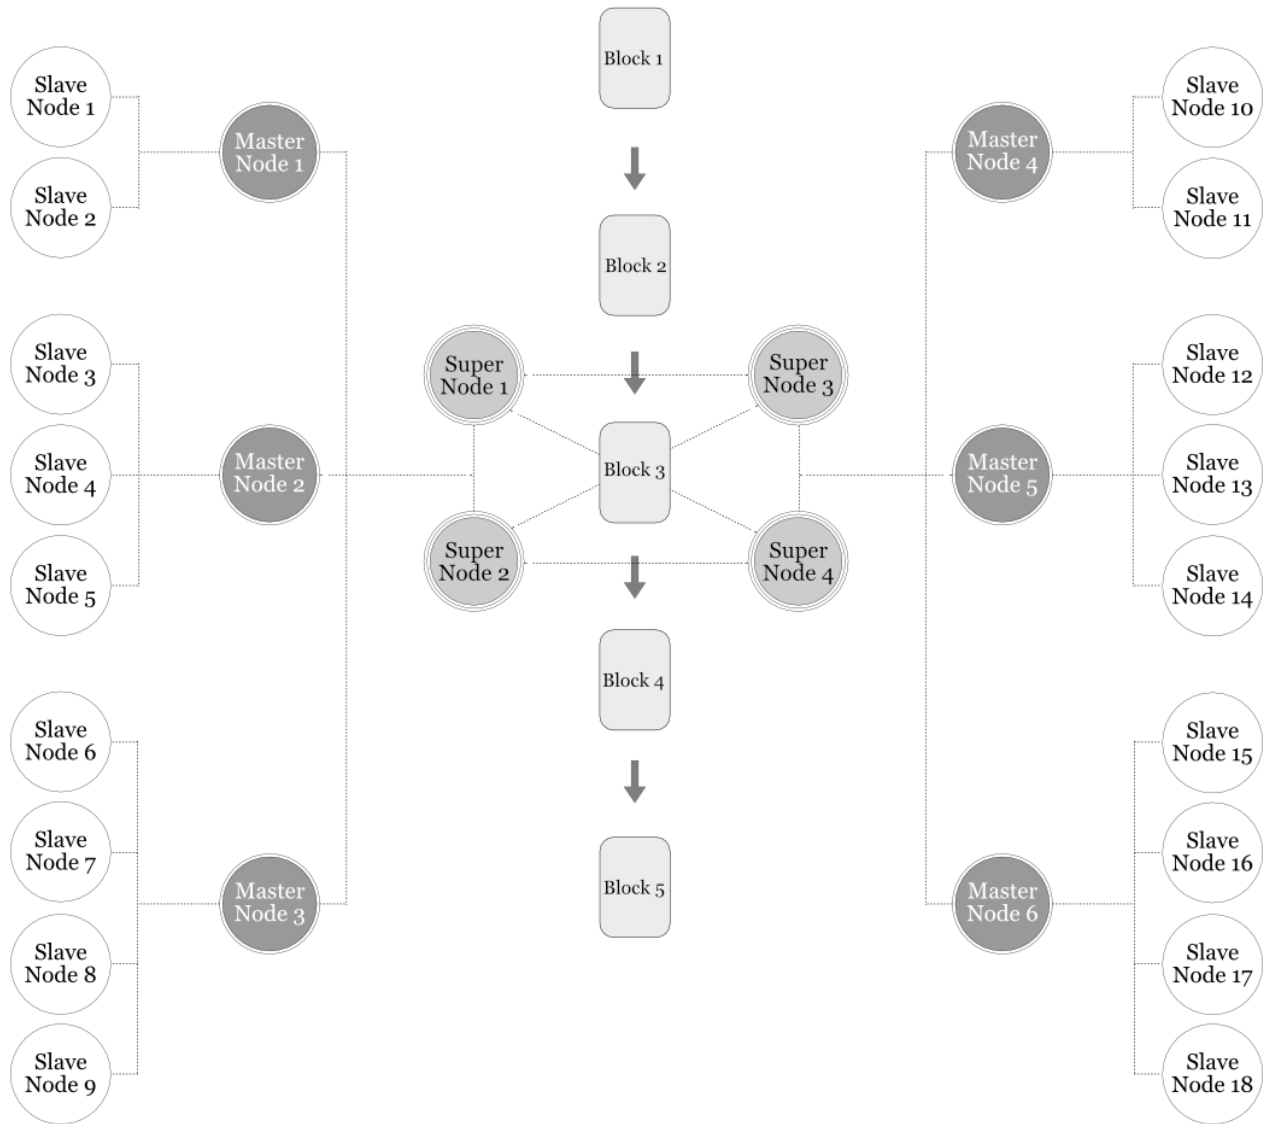 Block 1
Slave
Node 1
Slave
Node 10
Master
Node 1
Master
Node 4
Slave
Node 2
Slave
Node 11
Block 2
Slave
Node 3
Super
Node 1
Super
Node 3
Slave
Node 12
Slave
Node 4
Master
Node 2
Block 3
Master
Node 5
Slave
Node 13
Slave
Node 5
Super
Node 2
Super
Node 4
Slave
Node 14
Block 4
Slave
Node 6
Slave
Node 15
Slave
Node 7
Slave
Node 16
Master
Node 3
Block 5
Master
Node 6
Slave
Node 8
Slave
Node 17
Slave
Node 9
Slave
Node 18